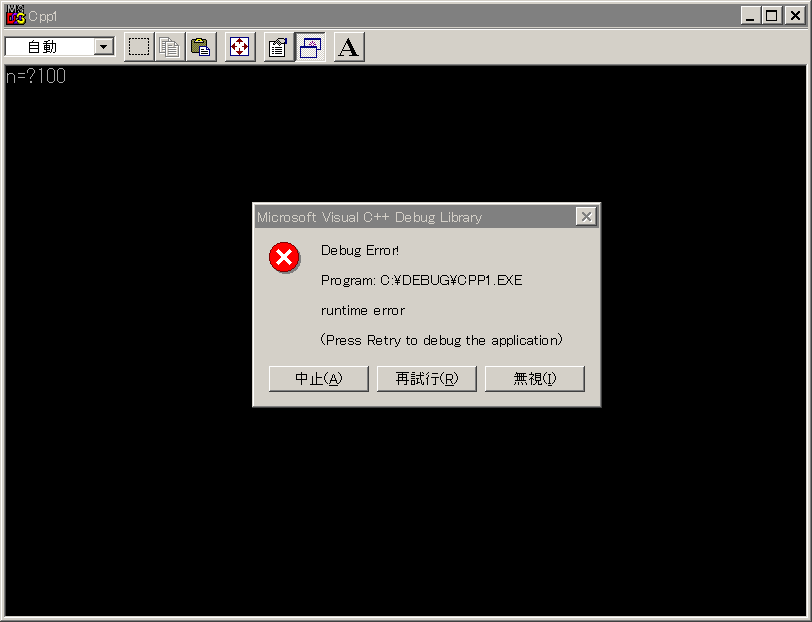 Cpp1
自動
A
n=?100
Microsoft Visual C++ Debug Library
Debug Error!
Program: C:¥DEBUG¥CPP1.EXE
runtime error
(Press Retry to debug the application)
中止(A) 再試行(R) 無視(I)